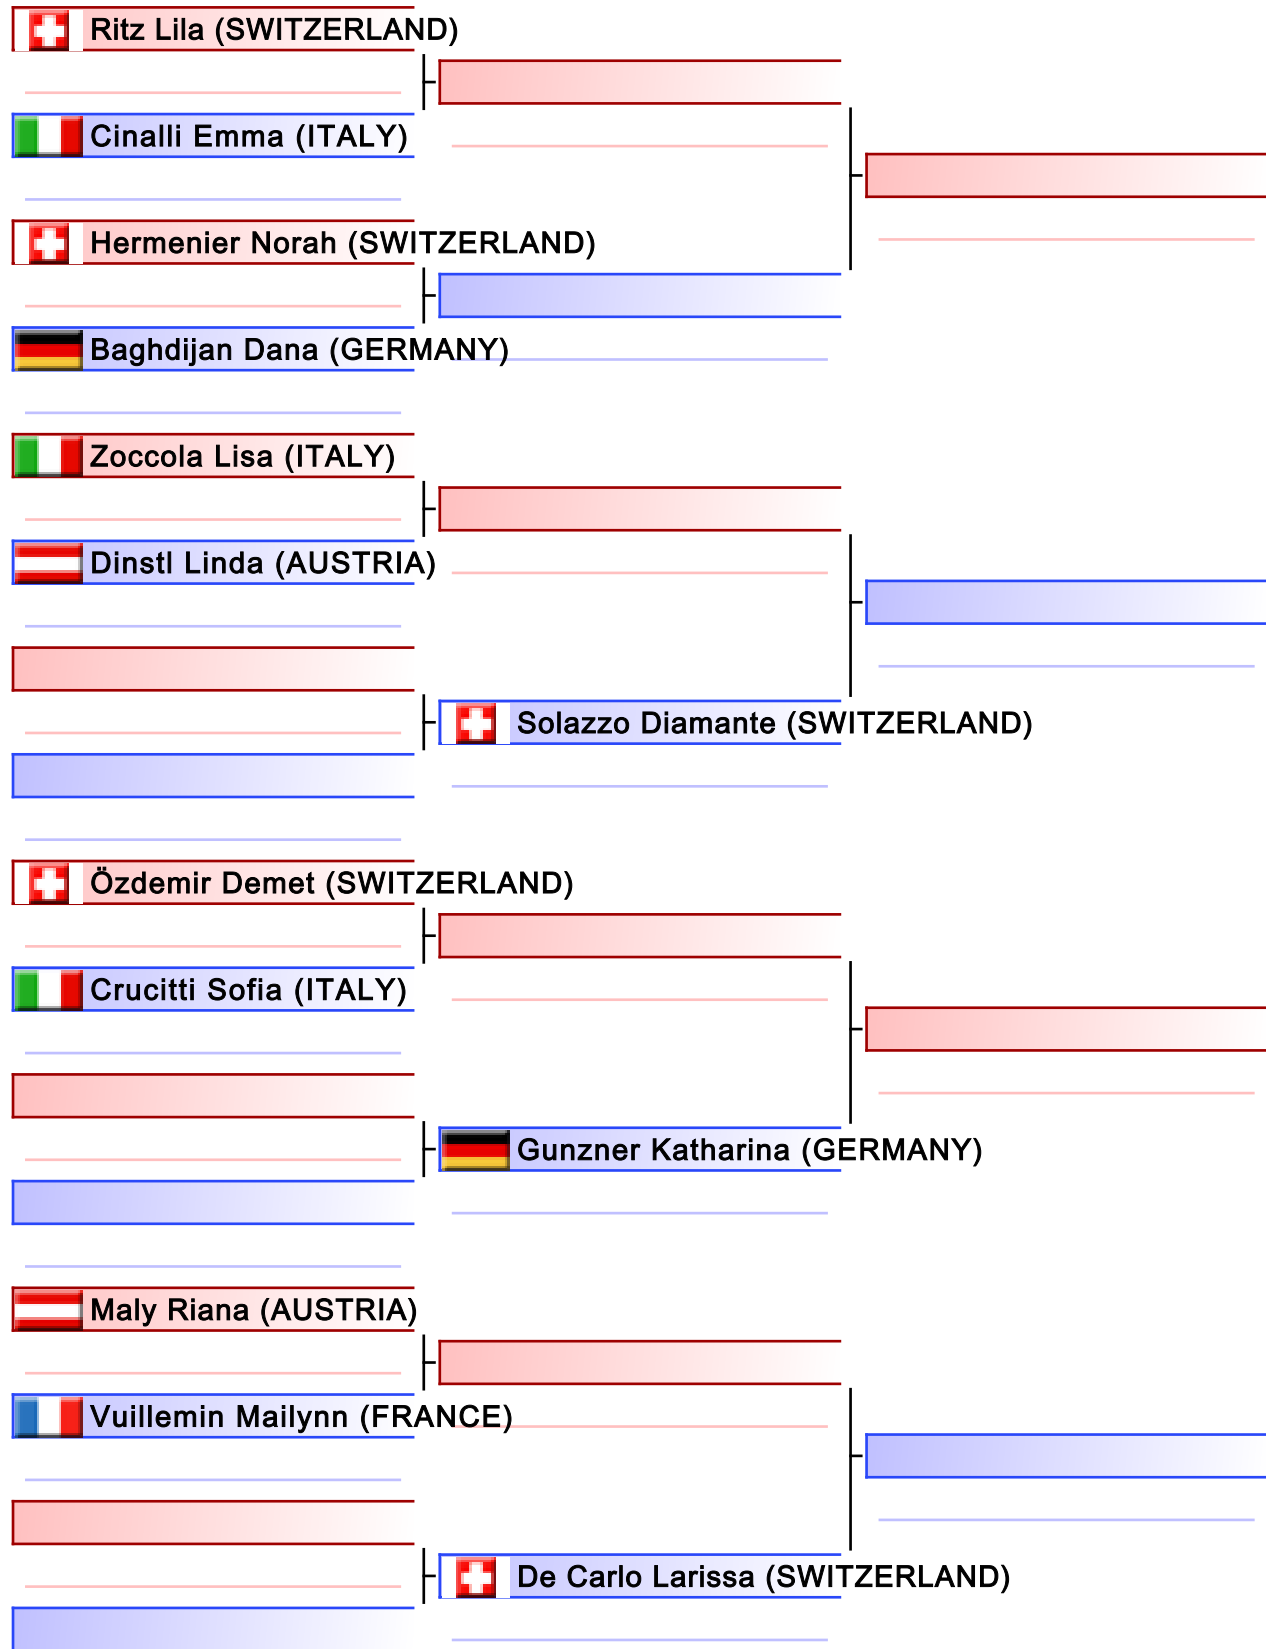 Ritz Lila (SWITZERLAND)
Cinalli Emma (ITALY)
Hermenier Norah (SWITZERLAND)
Baghdijan Dana (GERMANY)
Zoccola Lisa (ITALY)
Dinstl Linda (AUSTRIA)
Solazzo Diamante (SWITZERLAND)
Özdemir Demet (SWITZERLAND)
Crucitti Sofia (ITALY)
Gunzner Katharina (GERMANY)
Maly Riana (AUSTRIA)
Vuillemin Mailynn (FRANCE)
De Carlo Larissa (SWITZERLAND)